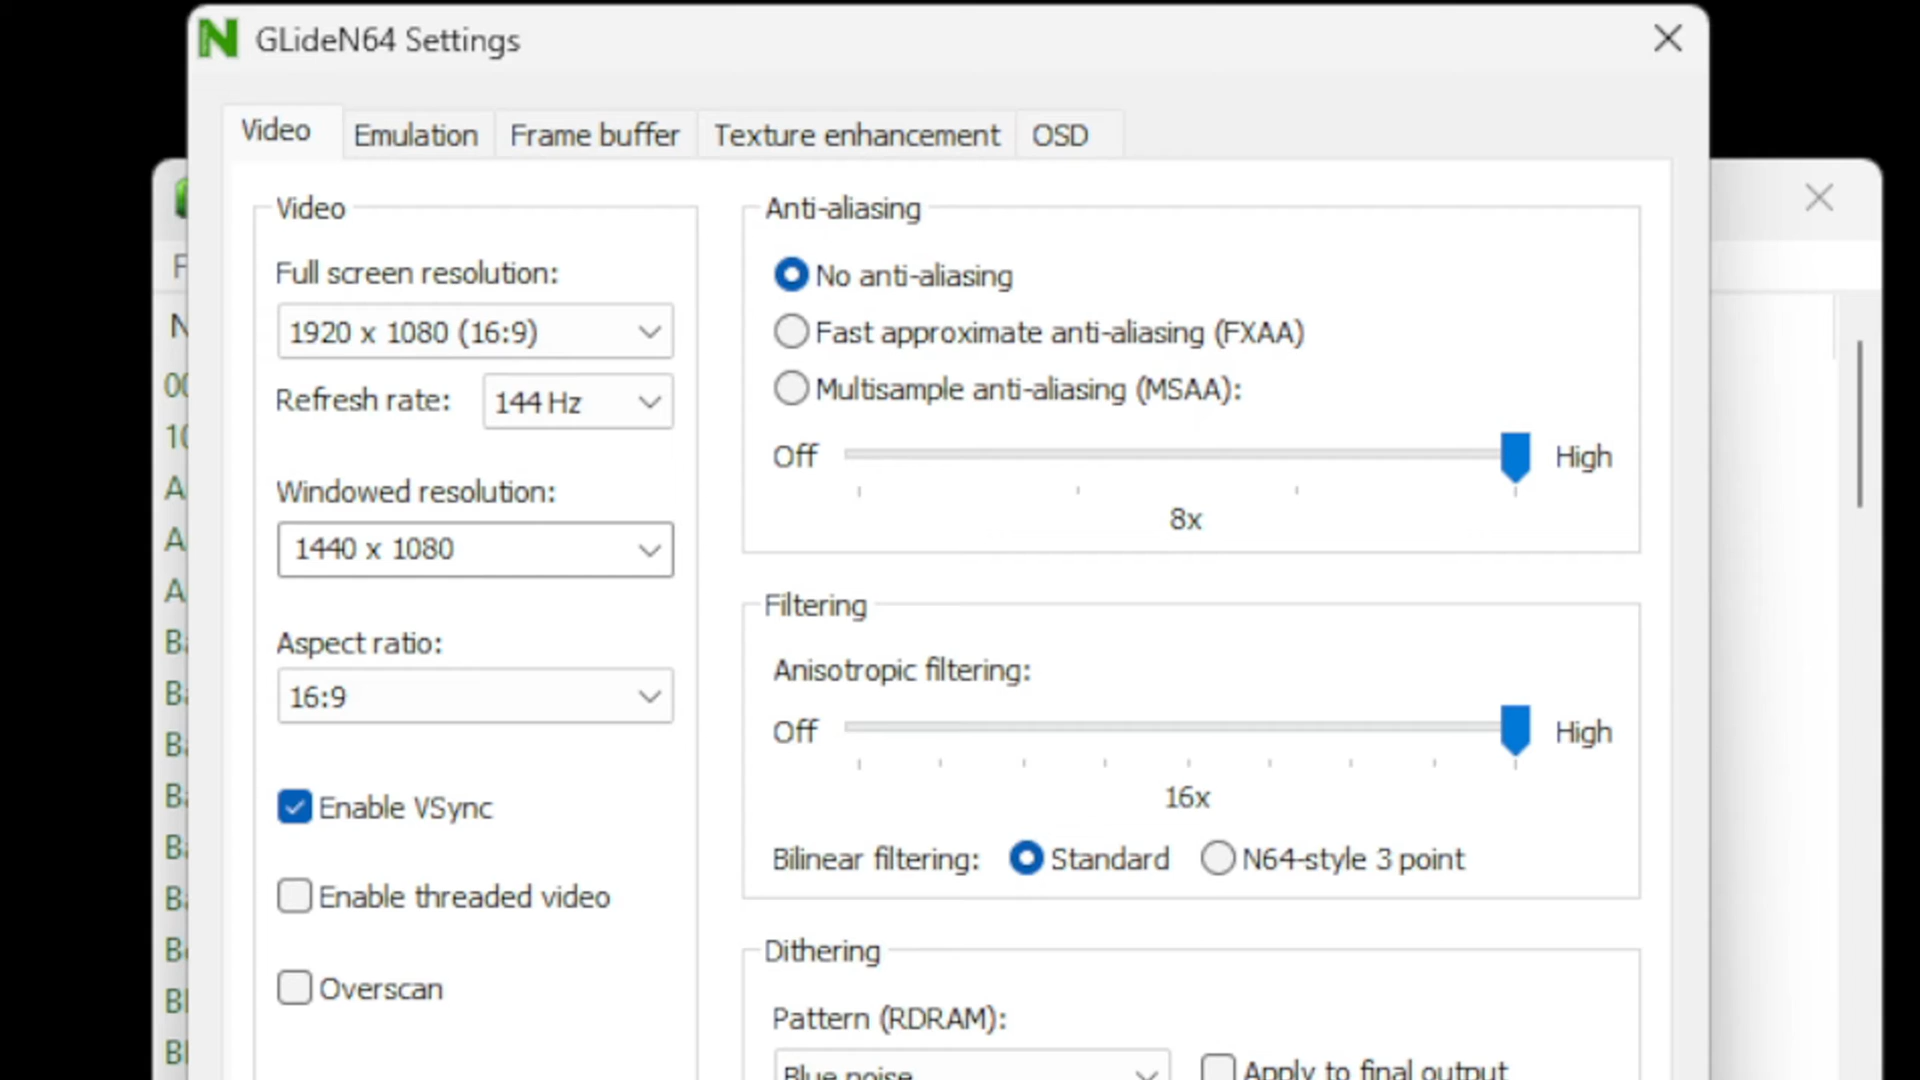 GLideN64 Settings
Video
Emulation
Frame buffer
Texture enhancement
OSD
Video
Full screen resolution:
1920 x 1080 (16:9)
Refresh rate:
144 Hz
Windowed resolution:
1440 x 1080
Aspect ratio:
16:9
Enable VSync
Enable threaded video
Overscan
Anti-aliasing
No anti-aliasing
Fast approximate anti-aliasing (FXAA)
Multisample anti-aliasing (MSAA):
Off
High
8x
Filtering
Anisotropic filtering:
Off
High
16x
Bilinear filtering:
Standard
N64-style 3 point
Dithering
Pattern (RDRAM):
Blue noise
Apply to final output